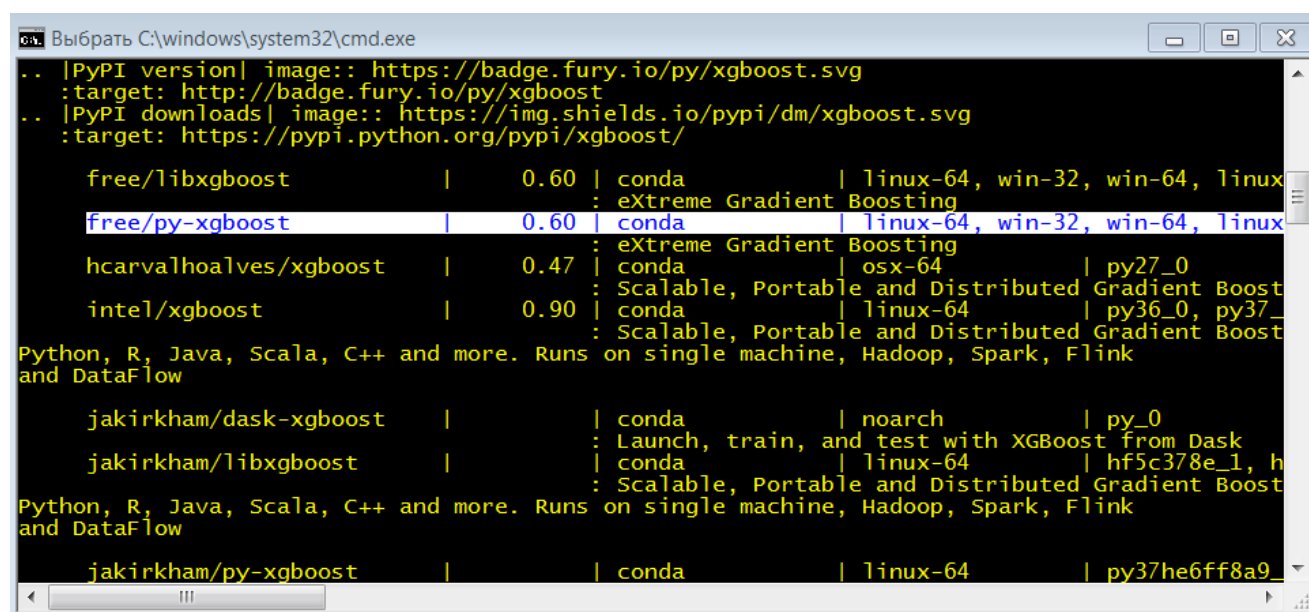 Выбрать C:\windows\system32\cmd.exe
.. |PyPI version| image:: https://badge.fury.io/py/xgboost.svg
:target: http://badge.fury.io/py/xgboost
.. |PyPI downloads| image:: https://img.shields.io/pypi/dm/xgboost.svg
:target: https://pypi.python.org/pypi/xgboost/
free/libxgboost | 0.60 | conda | linux-64, win-32, win-64, linux
: eXtreme Gradient Boosting
free/py-xgboost | 0.60 | conda | linux-64, win-32, win-64, linux
: eXtreme Gradient Boosting
hcarvalhoalves/xgboost | 0.47 | conda | osx-64 | py27_0
: Scalable, Portable and Distributed Gradient Boost
intel/xgboost | 0.90 | conda | linux-64 | py36_0, py37_
: Scalable, Portable and Distributed Gradient Boost
Python, R, Java, Scala, C++ and more. Runs on single machine, Hadoop, Spark, Flink
and DataFlow
jakirkham/dask-xgboost | | conda | noarch | py_0
: Launch, train, and test with XGBoost from Dask
jakirkham/libxgboost | | conda | linux-64 | hf5c378e_1, h
: Scalable, Portable and Distributed Gradient Boost
Python, R, Java, Scala, C++ and more. Runs on single machine, Hadoop, Spark, Flink
and DataFlow
jakirkham/py-xgboost | | conda | linux-64 | py37he6ff8a9_